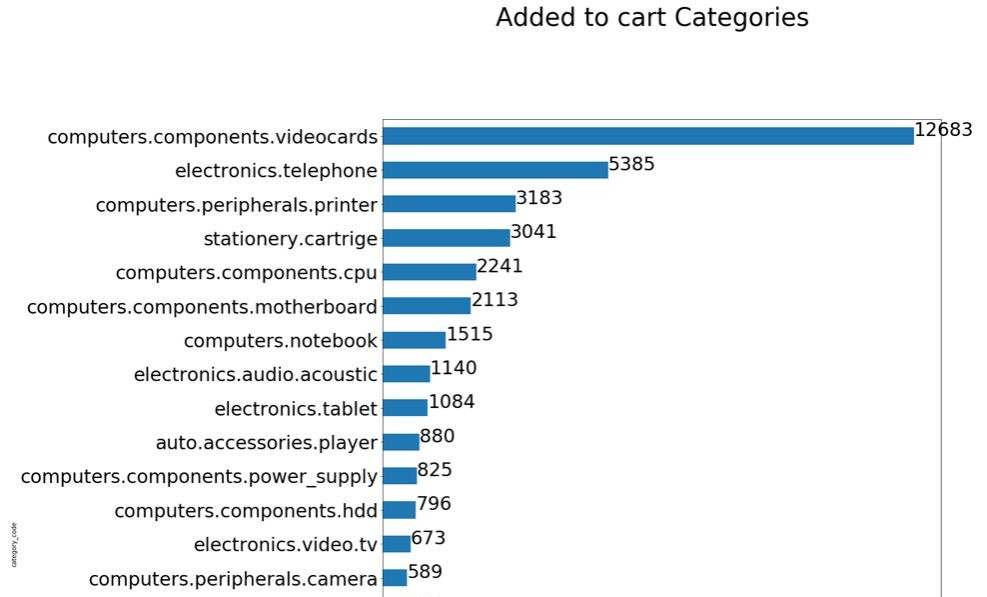 Added to cart Categories
computers.components.videocards 12683
electronics.telephone 5385
computers.peripherals.printer 3183
stationery.cartrige 3041
computers.components.cpu 2241
computers.components.motherboard 2113
computers.notebook 1515
electronics.audio.acoustic 1140
electronics.tablet 1084
auto.accessories.player 880
computers.components.power_supply 825
computers.components.hdd 796
electronics.video.tv 673
computers.peripherals.camera 589
category_code